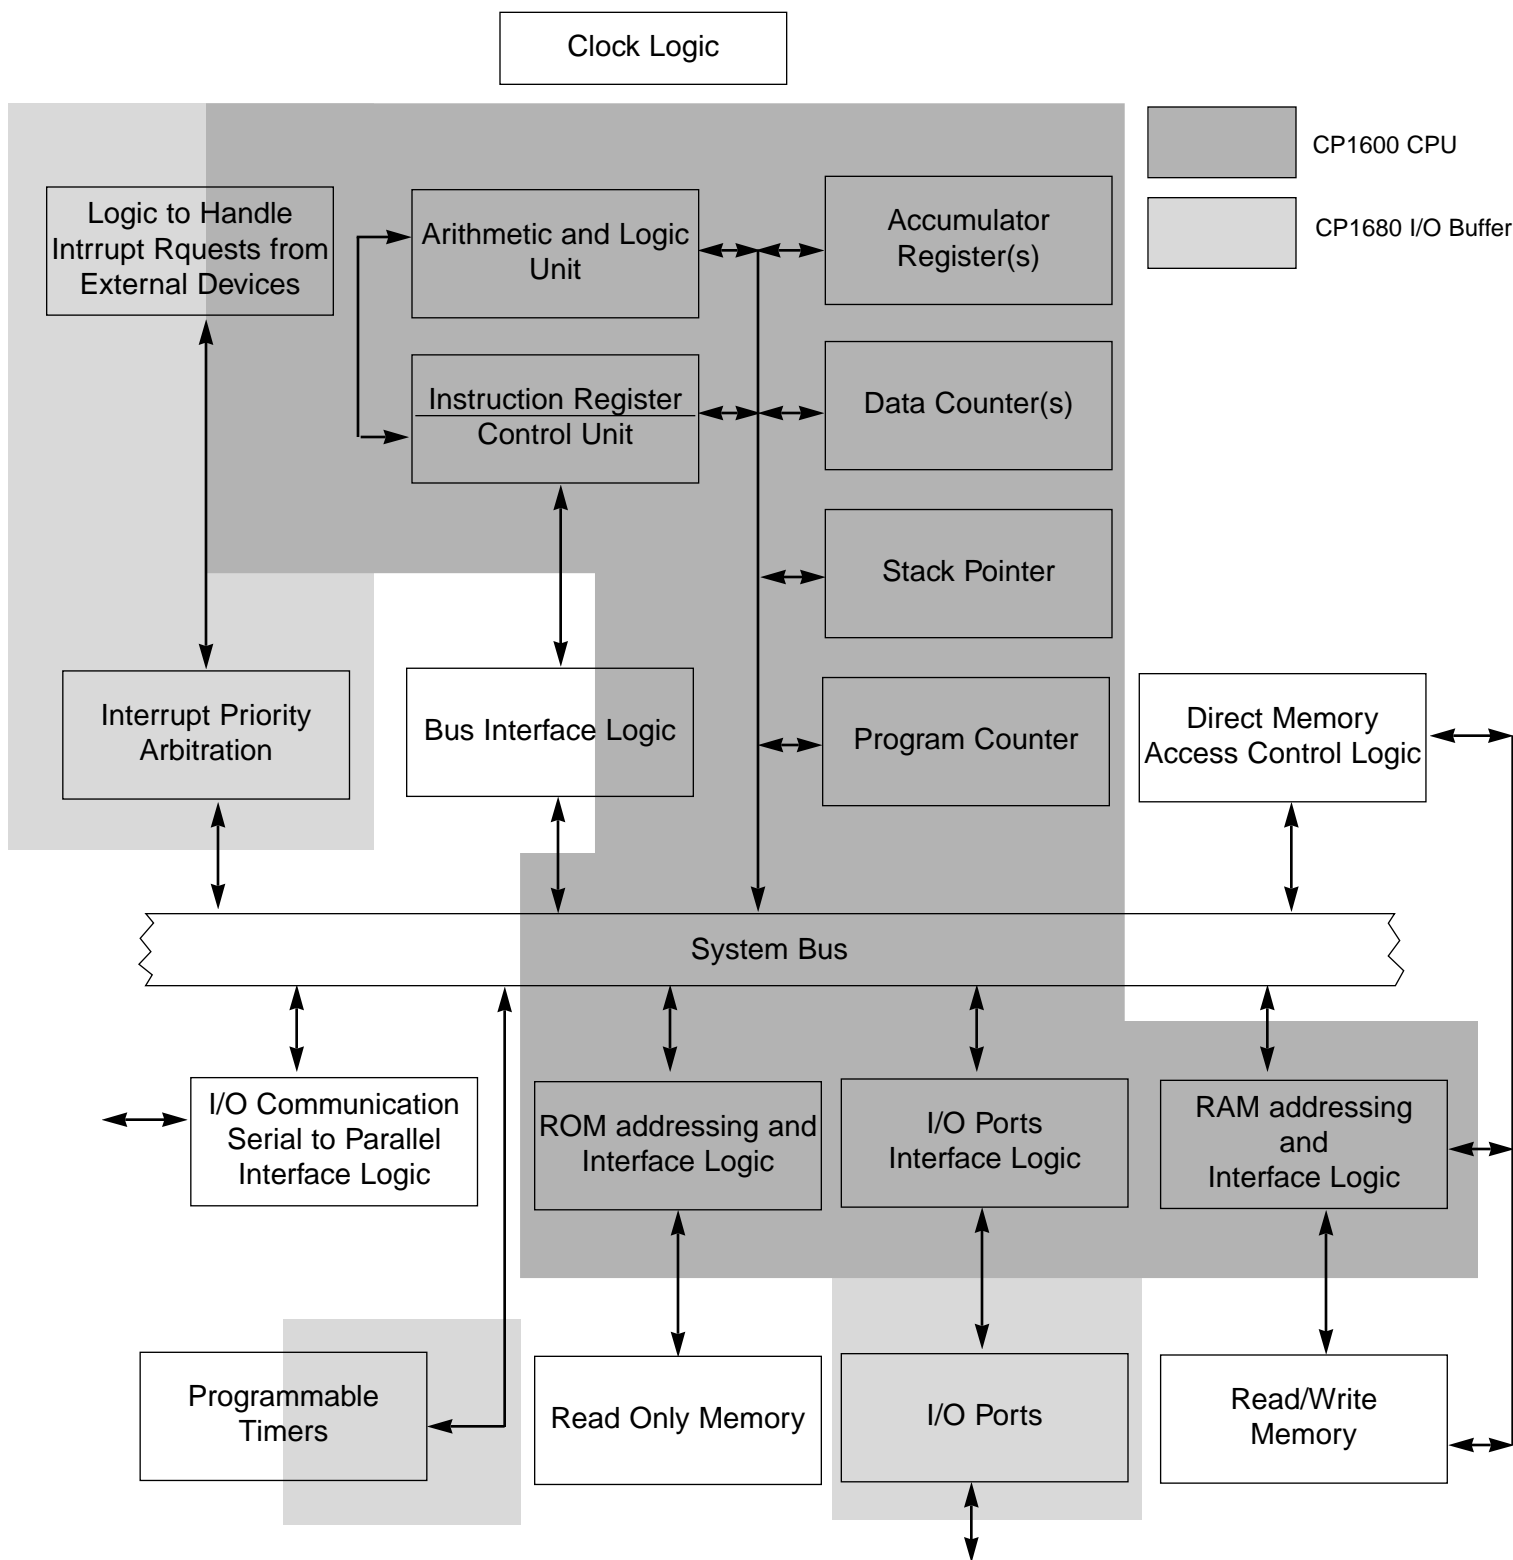 Clock Logic
CP1600 CPU
CP1680 I/O Buffer
Logic to Handle
Intrrupt Rquests from
External Devices
Arithmetic and Logic
Unit
Accumulator
Register(s)
Instruction Register
Control Unit
Data Counter(s)
Stack Pointer
Interrupt Priority
Arbitration
Bus Interface Logic
Program Counter
Direct Memory
Access Control Logic
System Bus
I/O Communication
Serial to Parallel
Interface Logic
ROM addressing and
Interface Logic
I/O Ports
Interface Logic
RAM addressing
and
Interface Logic
Programmable
Timers
Read Only Memory
I/O Ports
Read/Write
Memory